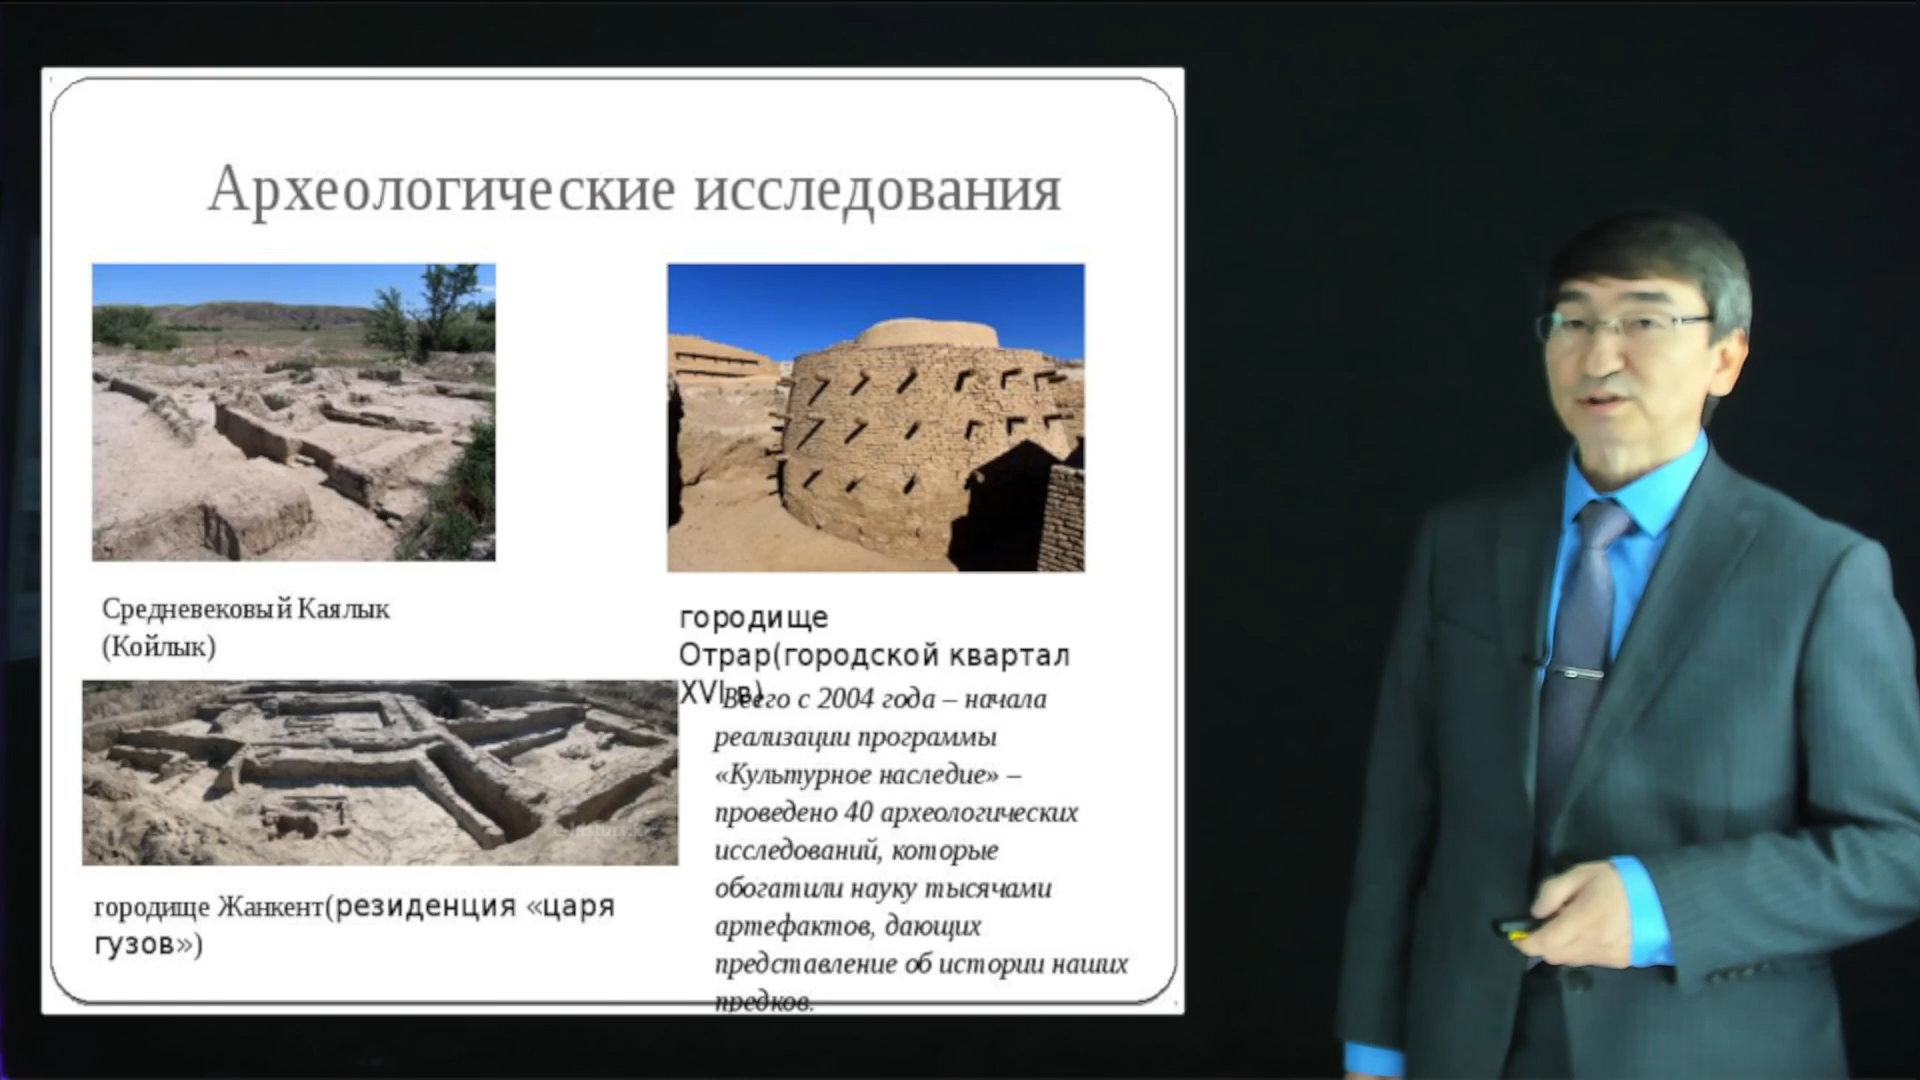 Археологические исследования
Средневековый Каялык
(Койлык)
городище
Отрар(городской квартал
XVI в)
Всего с 2004 года – начала
реализации программы
«Культурное наследие» –
проведено 40 археологических
исследований, которые
обогатили науку тысячами
артефактов, дающих
представление об истории наших
предков.
городище Жанкент(резиденция «царя
гузов»)